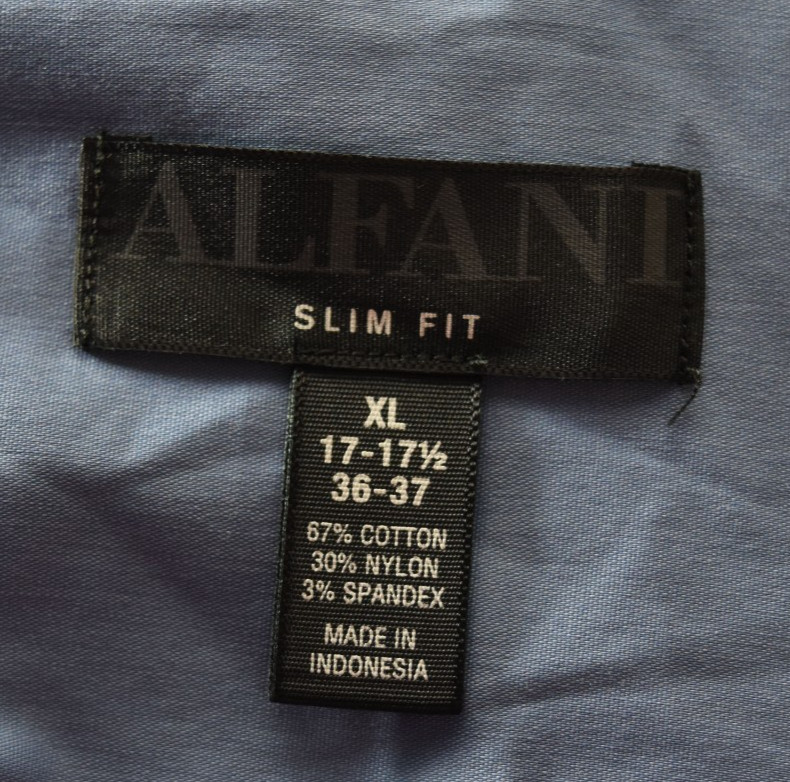 ALFANI
SLIM FIT
XL
17-17½
36-37
67% COTTON
30% NYLON
3% SPANDEX
MADE IN
INDONESIA